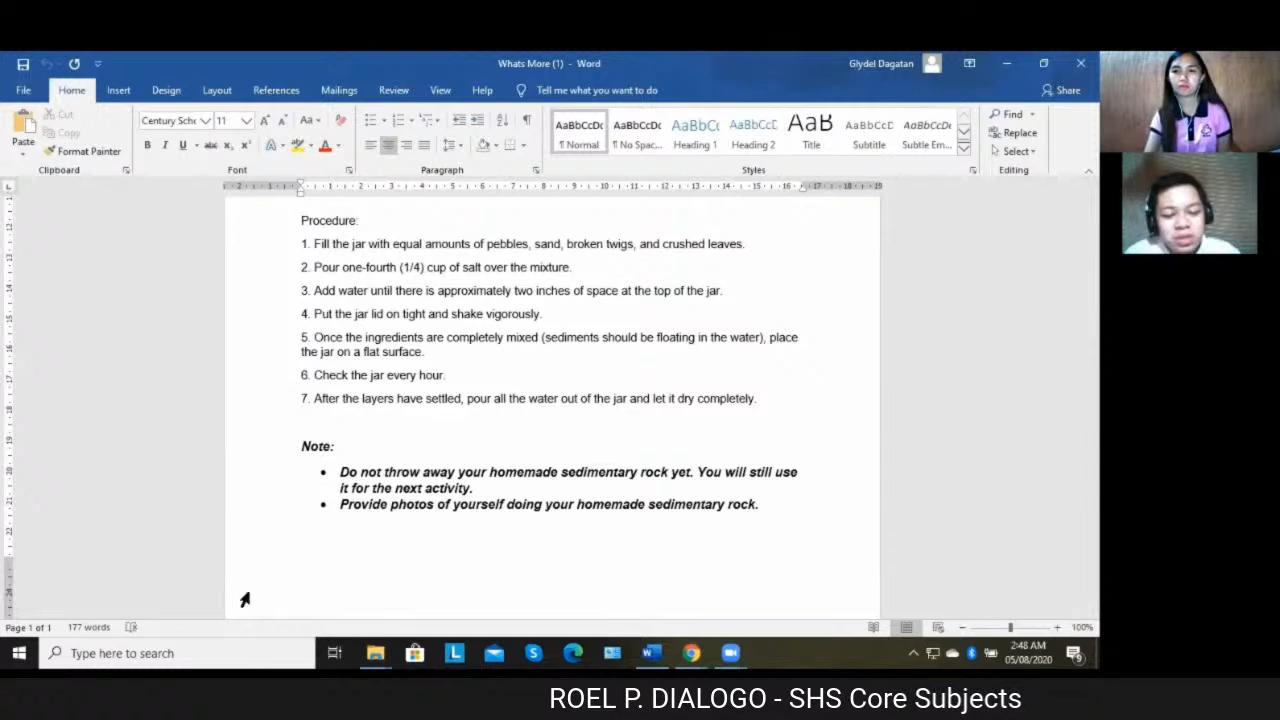 Whats More (1) - Word
Glydel Dagatan
File Home Insert Design Layout References Mailings Review View Help Tell me what you want to do Share
Paste
Cut
Copy
Format Painter
Clipboard
Century Sch 11
Aa
B I U abc x₂ x² A A
Font
Paragraph
AaBbCcDc AaBbCcDc AaBbCc AaBbCcD AaB AaBbCcD AaBbCcDc
¶ Normal ¶ No Spac... Heading 1 Heading 2 Title Subtitle Subtle Em...
Styles
Find
Replace
Select
Editing
Procedure:
1. Fill the jar with equal amounts of pebbles, sand, broken twigs, and crushed leaves.
2. Pour one-fourth (1/4) cup of salt over the mixture.
3. Add water until there is approximately two inches of space at the top of the jar.
4. Put the jar lid on tight and shake vigorously.
5. Once the ingredients are completely mixed (sediments should be floating in the water), place
the jar on a flat surface.
6. Check the jar every hour.
7. After the layers have settled, pour all the water out of the jar and let it dry completely.
Note:
• Do not throw away your homemade sedimentary rock yet. You will still use
it for the next activity.
• Provide photos of yourself doing your homemade sedimentary rock.
Page 1 of 1 177 words
100%
Type here to search
2:48 AM
05/08/2020
ROEL P. DIALOGO - SHS Core Subjects